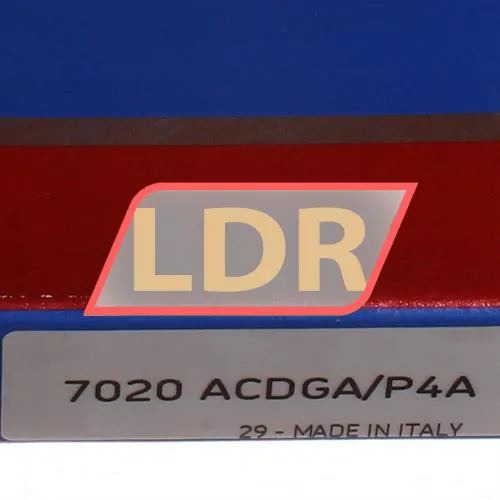 LDR
7020 ACDGA/P4A
29 - MADE IN ITALY